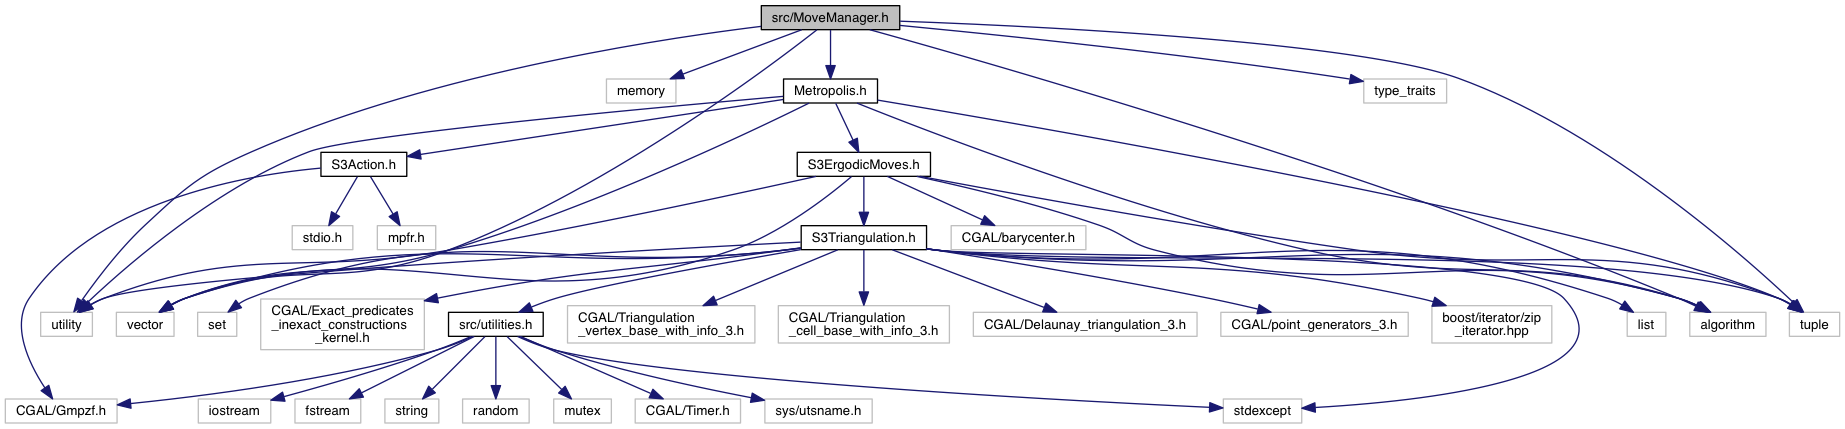 src/MoveManager.h
memory
Metropolis.h
type_traits
S3Action.h
S3ErgodicMoves.h
stdio.h
mpfr.h
S3Triangulation.h
CGAL/barycenter.h
utility
vector
set
CGAL/Exact_predicates
_inexact_constructions
_kernel.h
src/utilities.h
CGAL/Triangulation
_vertex_base_with_info_3.h
CGAL/Triangulation
_cell_base_with_info_3.h
CGAL/Delaunay_triangulation_3.h
CGAL/point_generators_3.h
boost/iterator/zip
_iterator.hpp
list
algorithm
tuple
CGAL/Gmpzf.h
iostream
fstream
string
random
mutex
CGAL/Timer.h
sys/utsname.h
stdexcept